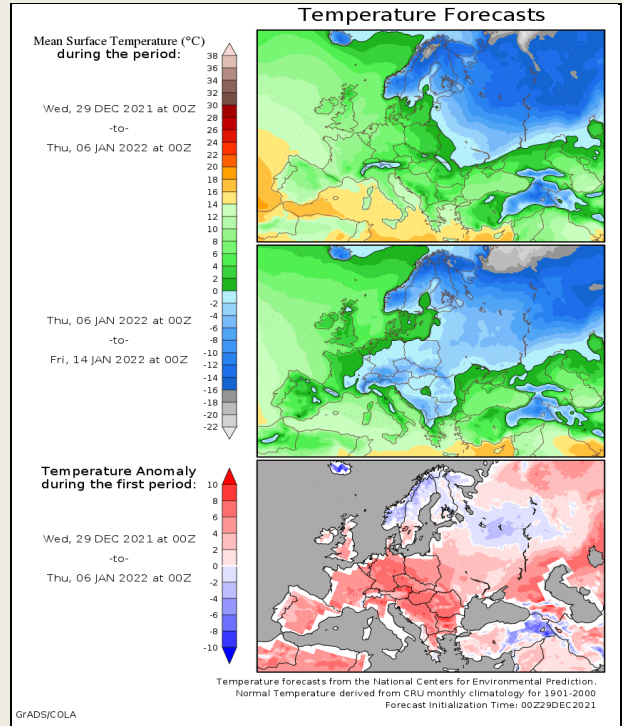 Temperature Forecasts
Mean Surface Temperature (°C)
during the period:
Wed, 29 DEC 2021 at 00Z
-to-
Thu, 06 JAN 2022 at 00Z
38
36
34
32
30
28
26
24
22
20
18
16
14
12
10
8
6
4
2
0
-2
-4
-6
-8
-10
-12
-14
-16
-18
-20
-22
Thu, 06 JAN 2022 at 00Z
-to-
Fri, 14 JAN 2022 at 00Z
Temperature Anomaly
during the first period:
Wed, 29 DEC 2021 at 00Z
-to-
Thu, 06 JAN 2022 at 00Z
10
8
6
4
2
0
-2
-4
-6
-8
-10
Temperature forecasts from the National Centers for Environmental Prediction.
Normal Temperature derived from CRU monthly climatology for 1901-2000
Forecast Initialization Time: 00Z29DEC2021
GrADS/COLA